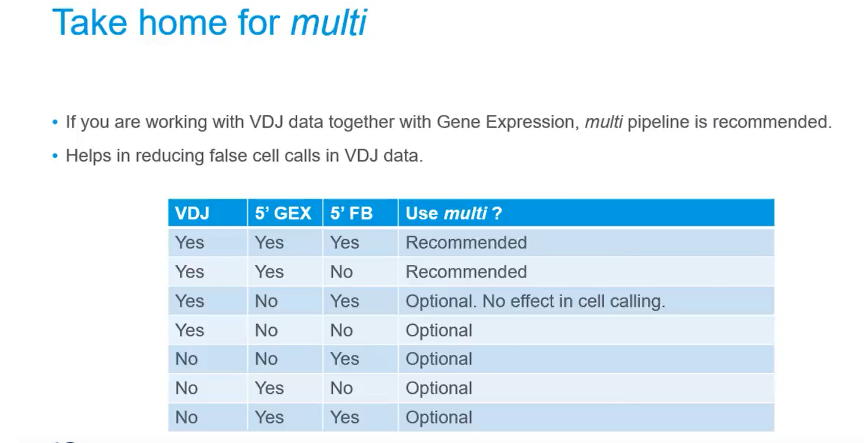 Take home for multi
• If you are working with VDJ data together with Gene Expression, multi pipeline is recommended.
• Helps in reducing false cell calls in VDJ data.
VDJ 5' GEX 5' FB Use multi ?
Yes Yes Yes Recommended
Yes Yes No Recommended
Yes No Yes Optional. No effect in cell calling.
Yes No No Optional
No No Yes Optional
No Yes No Optional
No Yes Yes Optional